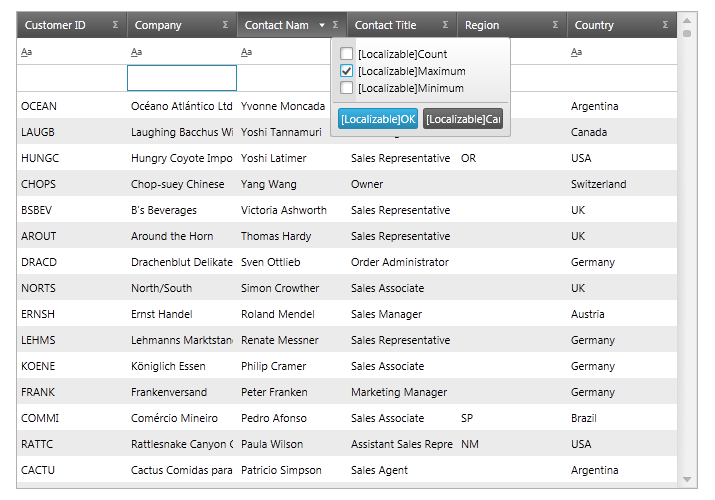 Customer ID Σ Company Σ Contact Nam Σ Contact Title Σ Region Σ Country Σ
Aa Aa Aa Aa
[Localizable]Count
[Localizable]Maximum
[Localizable]Minimum
[Localizable]OK [Localizable]Ca
OCEAN Océano Atlántico Ltd Yvonne Moncada Argentina
LAUGB Laughing Bacchus Wi Yoshi Tannamuri Canada
HUNGC Hungry Coyote Impo Yoshi Latimer Sales Representative OR USA
CHOPS Chop-suey Chinese Yang Wang Owner Switzerland
BSBEV B's Beverages Victoria Ashworth Sales Representative UK
AROUT Around the Horn Thomas Hardy Sales Representative UK
DRACD Drachenblut Delikate Sven Ottlieb Order Administrator Germany
NORTS North/South Simon Crowther Sales Associate UK
ERNSH Ernst Handel Roland Mendel Sales Manager Austria
LEHMS Lehmanns Marktstan Renate Messner Sales Representative Germany
KOENE Königlich Essen Philip Cramer Sales Associate Germany
FRANK Frankenversand Peter Franken Marketing Manager Germany
COMMI Comércio Mineiro Pedro Afonso Sales Associate SP Brazil
RATTC Rattlesnake Canyon G Paula Wilson Assistant Sales Repre NM USA
CACTU Cactus Comidas para Patricio Simpson Sales Agent Argentina